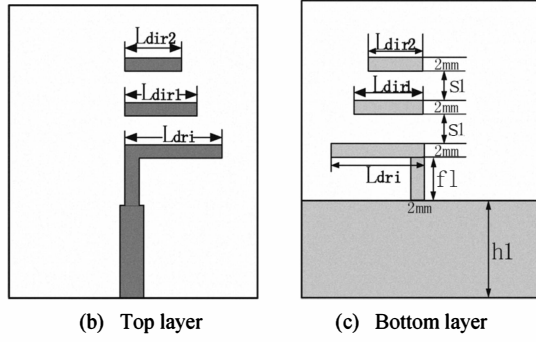 Ldir2
Ldir1
Ldri
(b) Top layer
Ldir2
2mm
S1
Ldir1
2mm
S1
2mm
Ldri
f1
2mm
h1
(c) Bottom layer